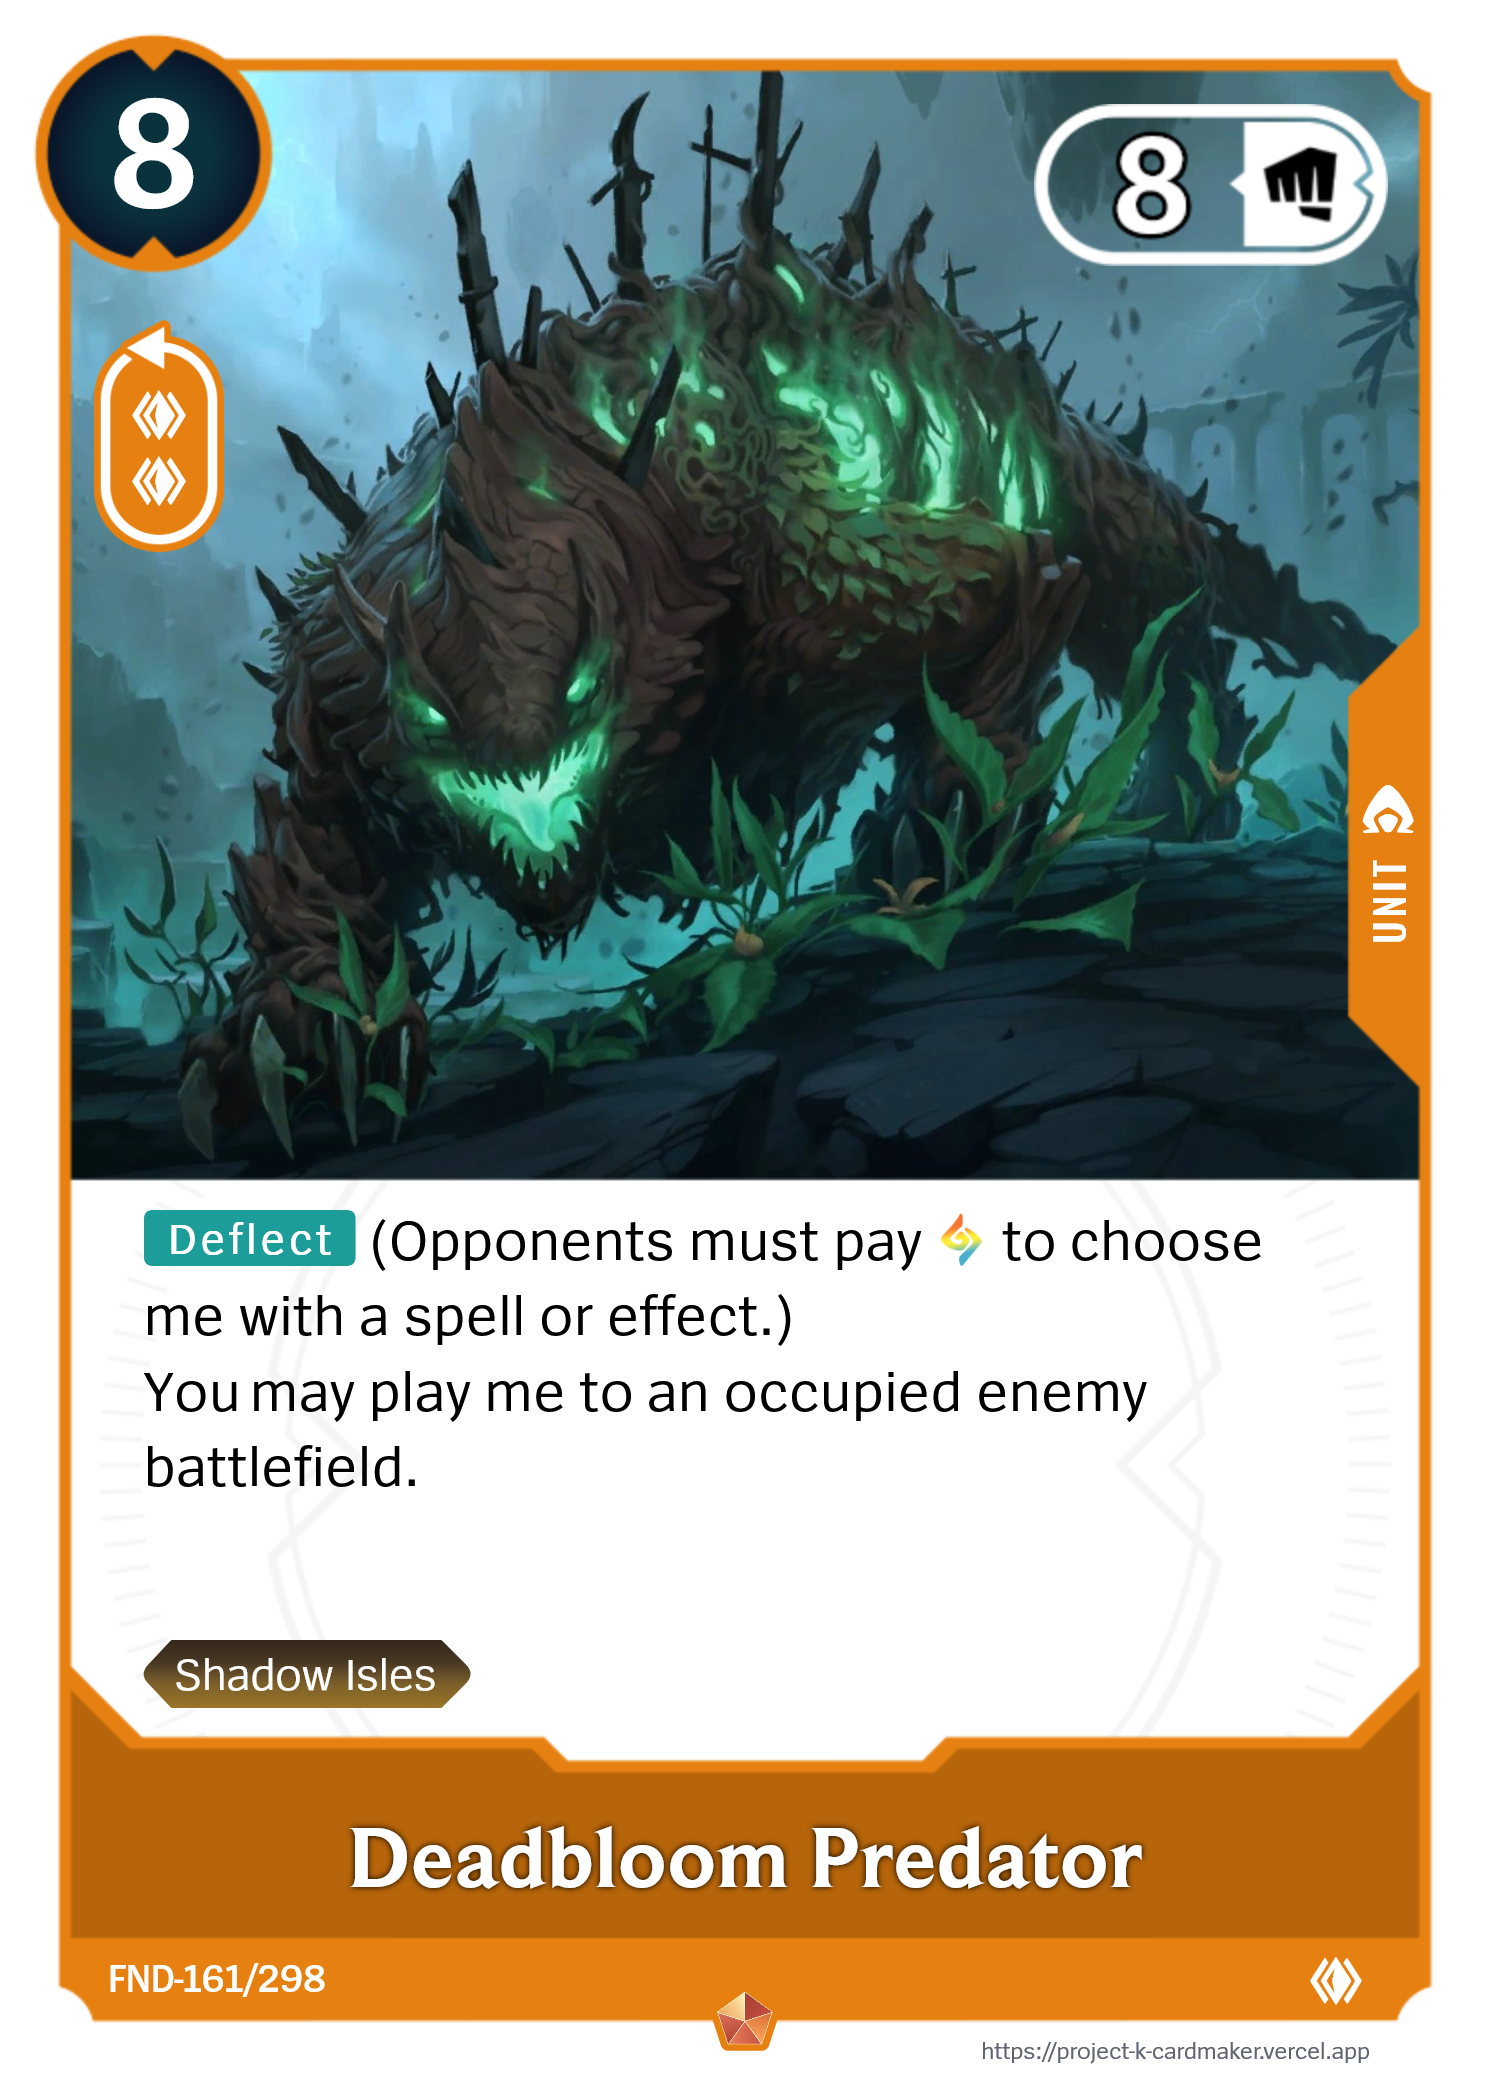 8
8
UNIT
Deflect (Opponents must pay to choose
me with a spell or effect.)
You may play me to an occupied enemy
battlefield.
Shadow Isles
Deadbloom Predator
FND-161/298
https://project-k-cardmaker.vercel.app